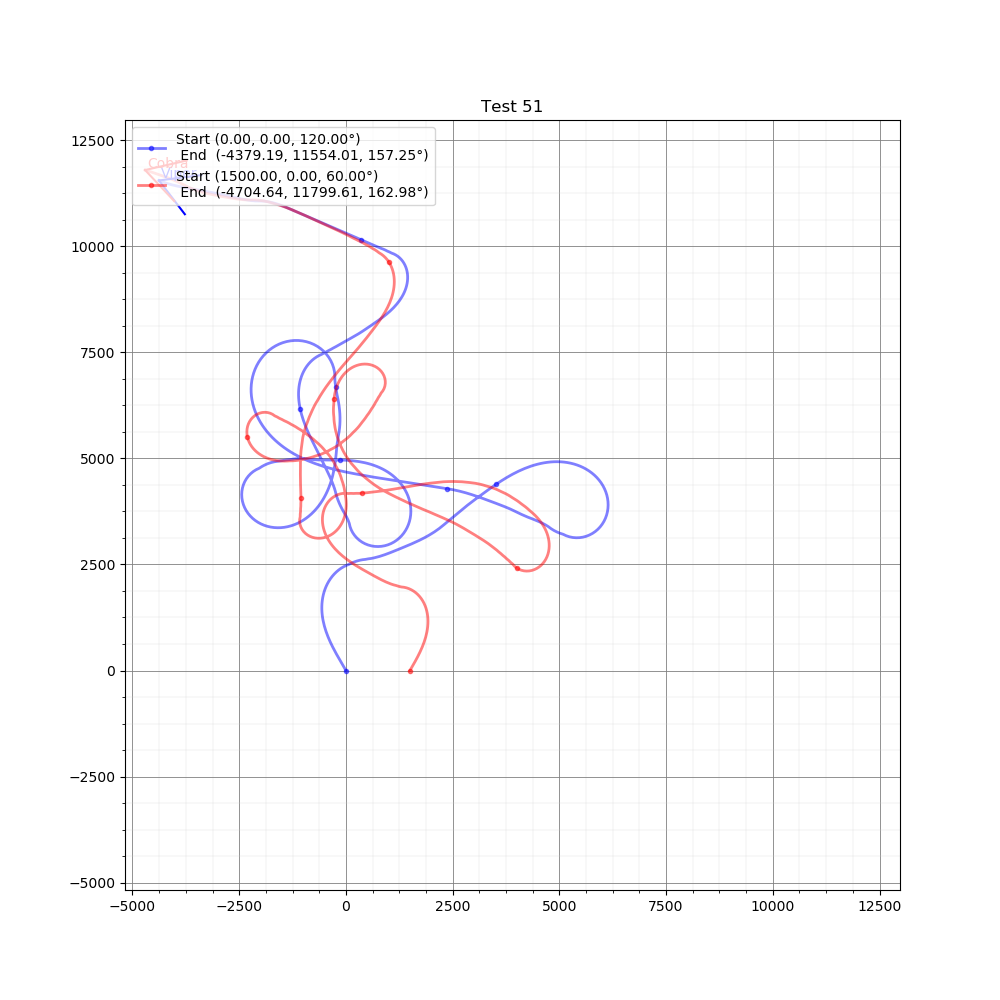 Test 51
Start (0.00, 0.00, 120.00°)
End (-4379.19, 11554.01, 157.25°)
Start (1500.00, 0.00, 60.00°)
End (-4704.64, 11799.61, 162.98°)
12500
10000
7500
5000
2500
0
−2500
−5000
−5000 −2500 0 2500 5000 7500 10000 12500